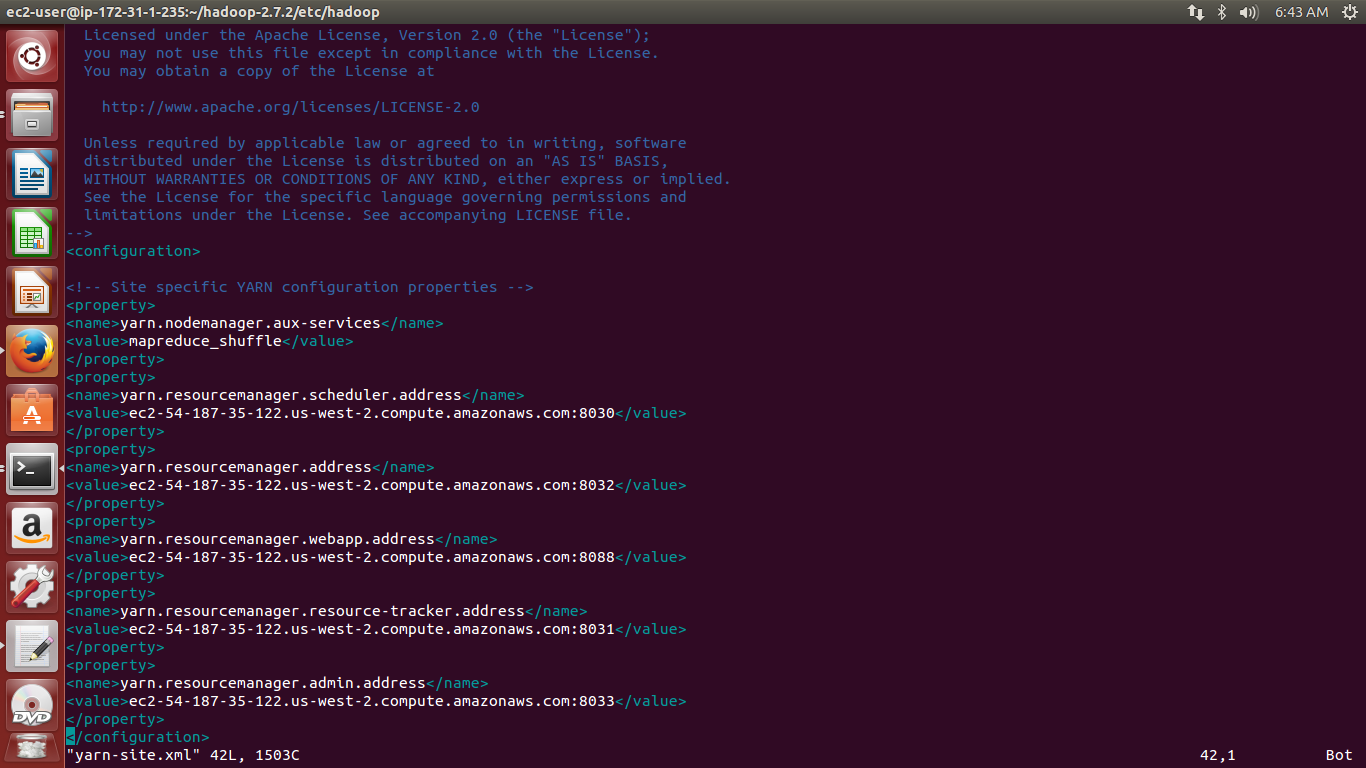 ec2-user@ip-172-31-1-235:~/hadoop-2.7.2/etc/hadoop
6:43 AM
Licensed under the Apache License, Version 2.0 (the "License");
you may not use this file except in compliance with the License.
You may obtain a copy of the License at
http://www.apache.org/licenses/LICENSE-2.0
Unless required by applicable law or agreed to in writing, software
distributed under the License is distributed on an "AS IS" BASIS,
WITHOUT WARRANTIES OR CONDITIONS OF ANY KIND, either express or implied.
See the License for the specific language governing permissions and
limitations under the License. See accompanying LICENSE file.
-->
<configuration>
<!-- Site specific YARN configuration properties -->
<property>
<name>yarn.nodemanager.aux-services</name>
<value>mapreduce_shuffle</value>
</property>
<property>
<name>yarn.resourcemanager.scheduler.address</name>
<value>ec2-54-187-35-122.us-west-2.compute.amazonaws.com:8030</value>
</property>
<property>
<name>yarn.resourcemanager.address</name>
<value>ec2-54-187-35-122.us-west-2.compute.amazonaws.com:8032</value>
</property>
<property>
<name>yarn.resourcemanager.webapp.address</name>
<value>ec2-54-187-35-122.us-west-2.compute.amazonaws.com:8088</value>
</property>
<property>
<name>yarn.resourcemanager.resource-tracker.address</name>
<value>ec2-54-187-35-122.us-west-2.compute.amazonaws.com:8031</value>
</property>
<property>
<name>yarn.resourcemanager.admin.address</name>
<value>ec2-54-187-35-122.us-west-2.compute.amazonaws.com:8033</value>
</property>
</configuration>
"yarn-site.xml" 42L, 1503C
42,1
Bot
DVD